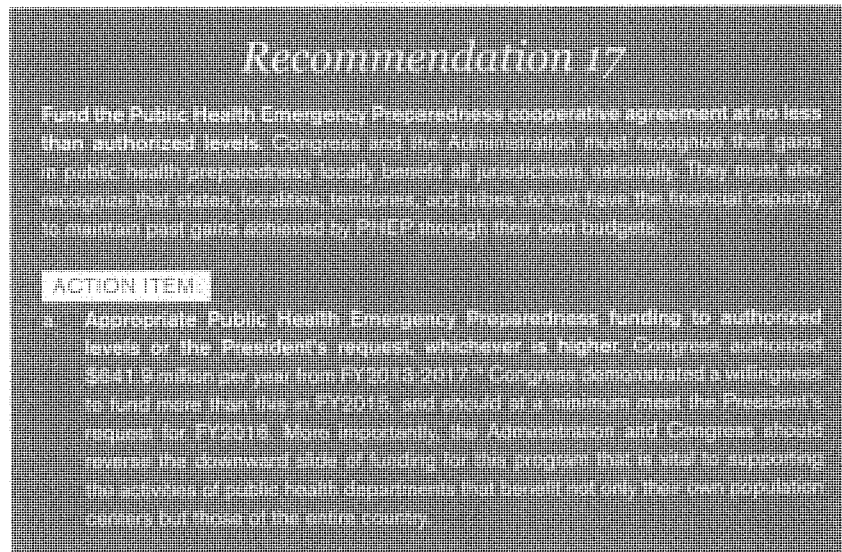 Recommendation 17
Fund the Public Health Emergency Preparedness cooperative agreement at no less
than authorized levels. Congress and the Administration must recognize that gains
in public health preparedness locally benefit all jurisdictions nationally. They must also
recognize that states, localities, territories, and tribes do not have the financial capacity
to maintain past gains achieved by PHEP through their own budgets.
ACTION ITEM:
a. Appropriate Public Health Emergency Preparedness funding to authorized
levels or the President's request, whichever is higher. Congress authorized
$641.9 million per year from FY2013-2017. Congress demonstrated a willingness
to fund more than this in FY2015, and should at a minimum meet the President's
request for FY2016. More importantly, the Administration and Congress should
reverse the downward slide of funding for this program that is vital to supporting
the activities of public health departments that benefit not only their own population
centers but those of the entire country.